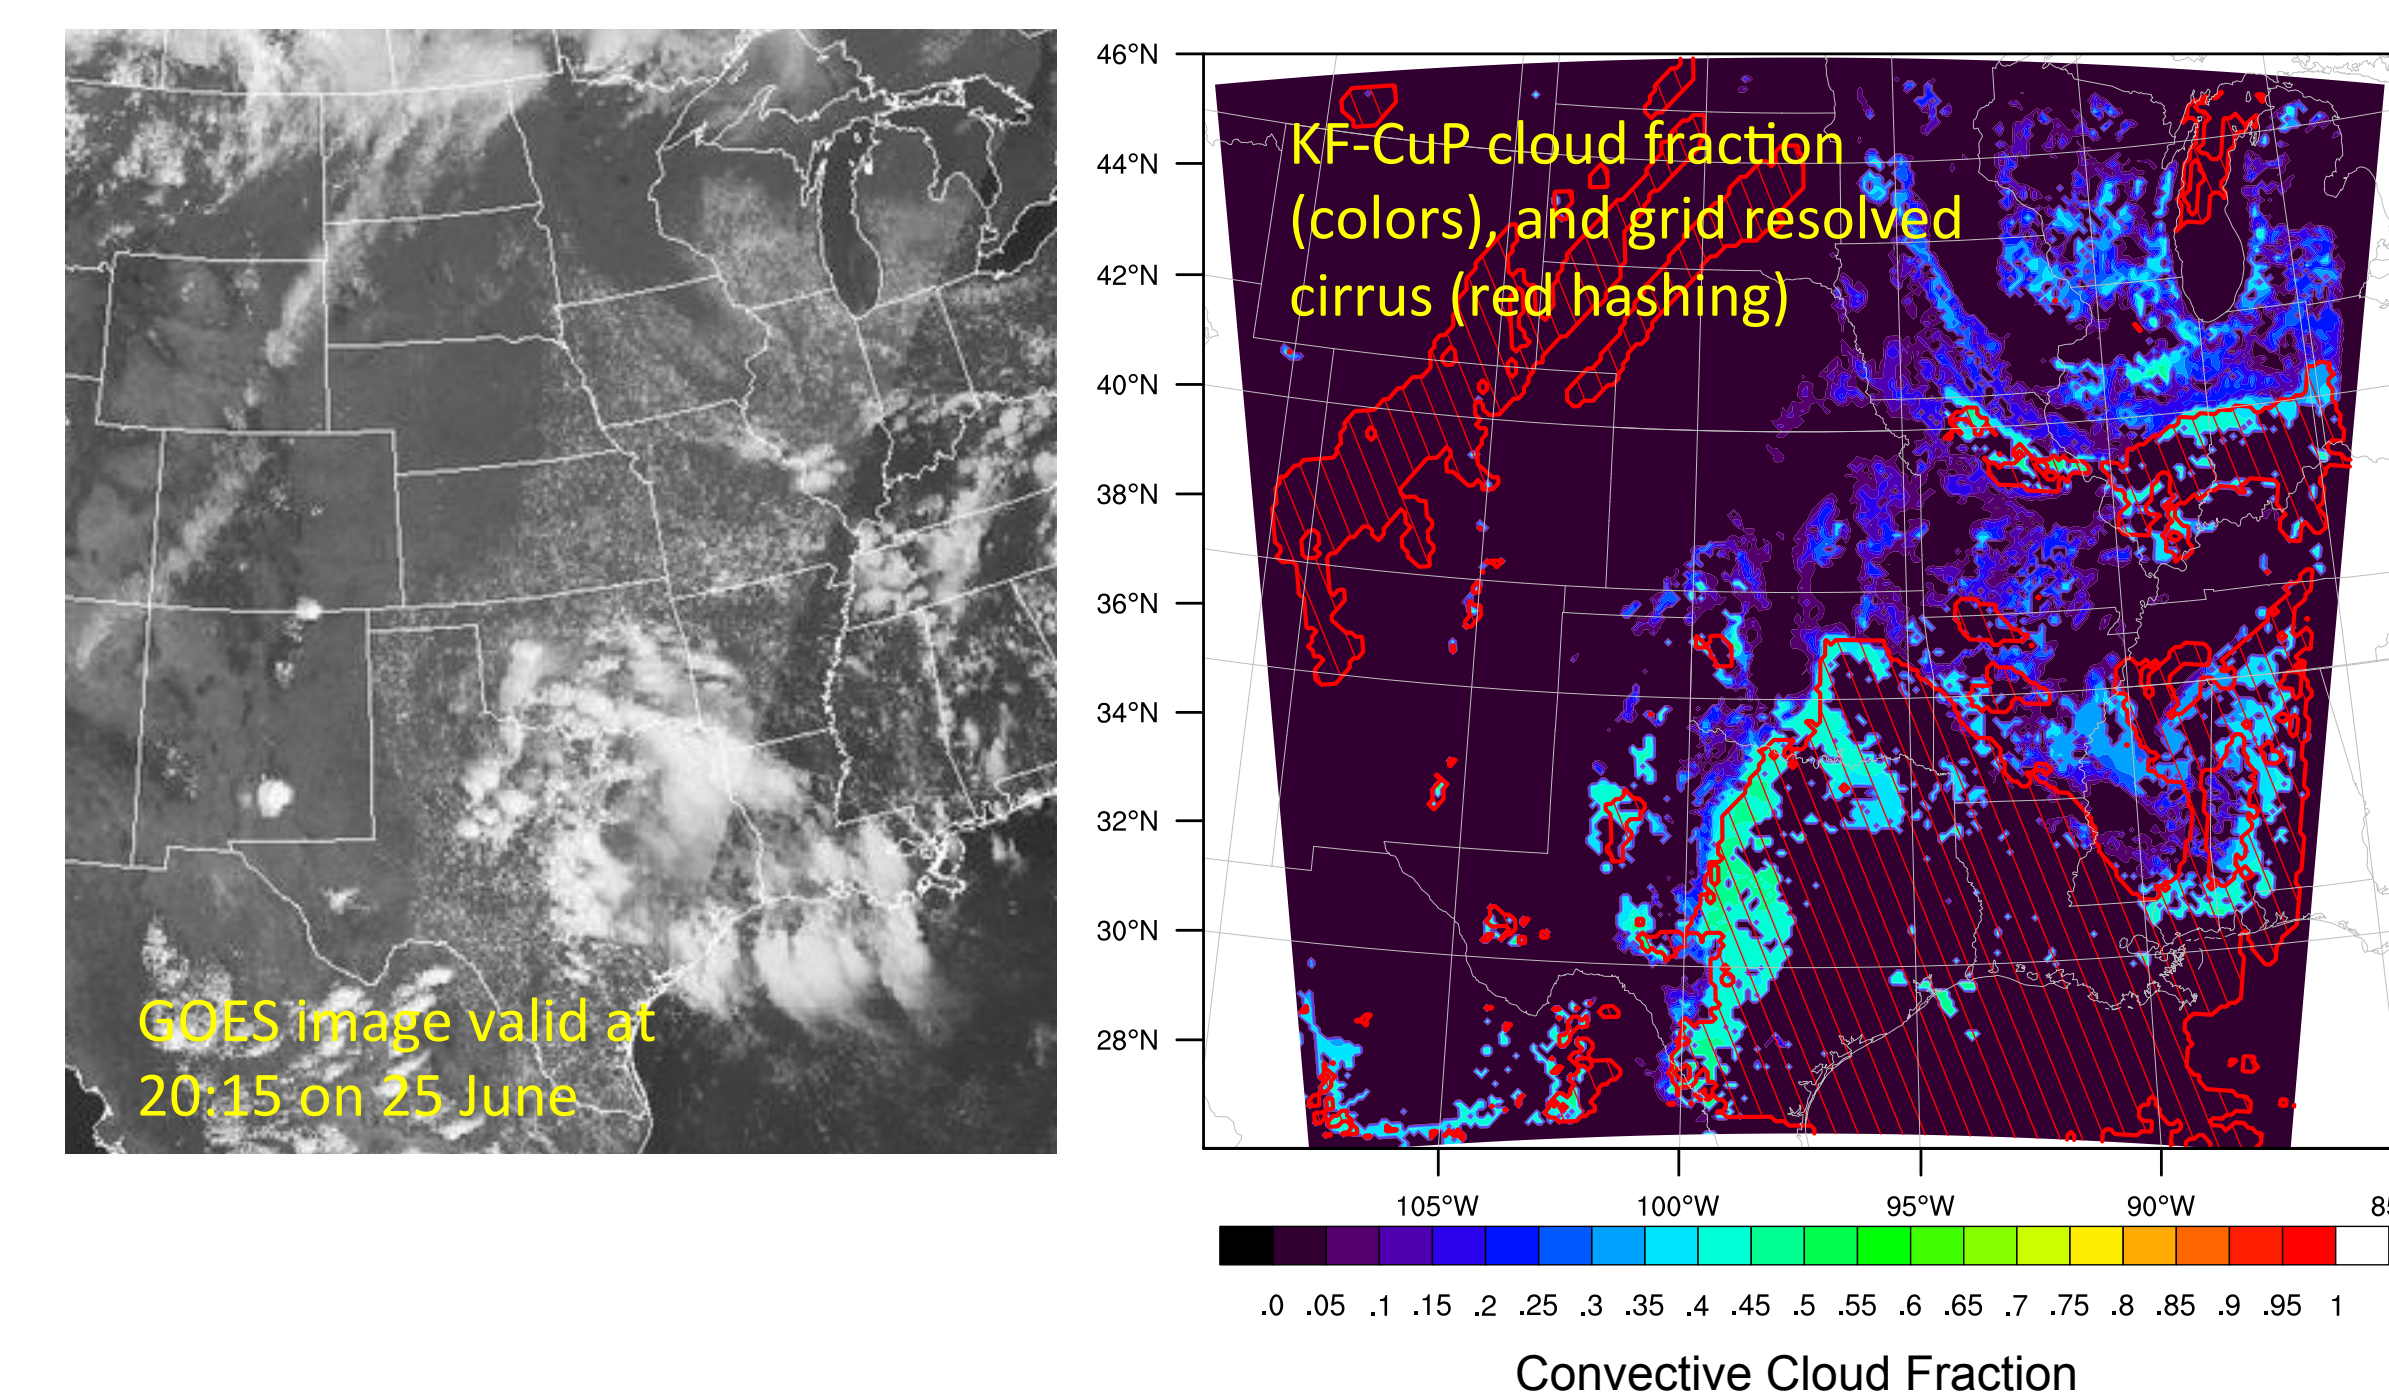 GOES image valid at
20:15 on 25 June
KF-CuP cloud fraction
(colors), and grid resolved
cirrus (red hashing)
46°N
44°N
42°N
40°N
38°N
36°N
34°N
32°N
30°N
28°N
105°W 100°W 95°W 90°W
.0 .05 .1 .15 .2 .25 .3 .35 .4 .45 .5 .55 .6 .65 .7 .75 .8 .85 .9 .95 1
Convective Cloud Fraction